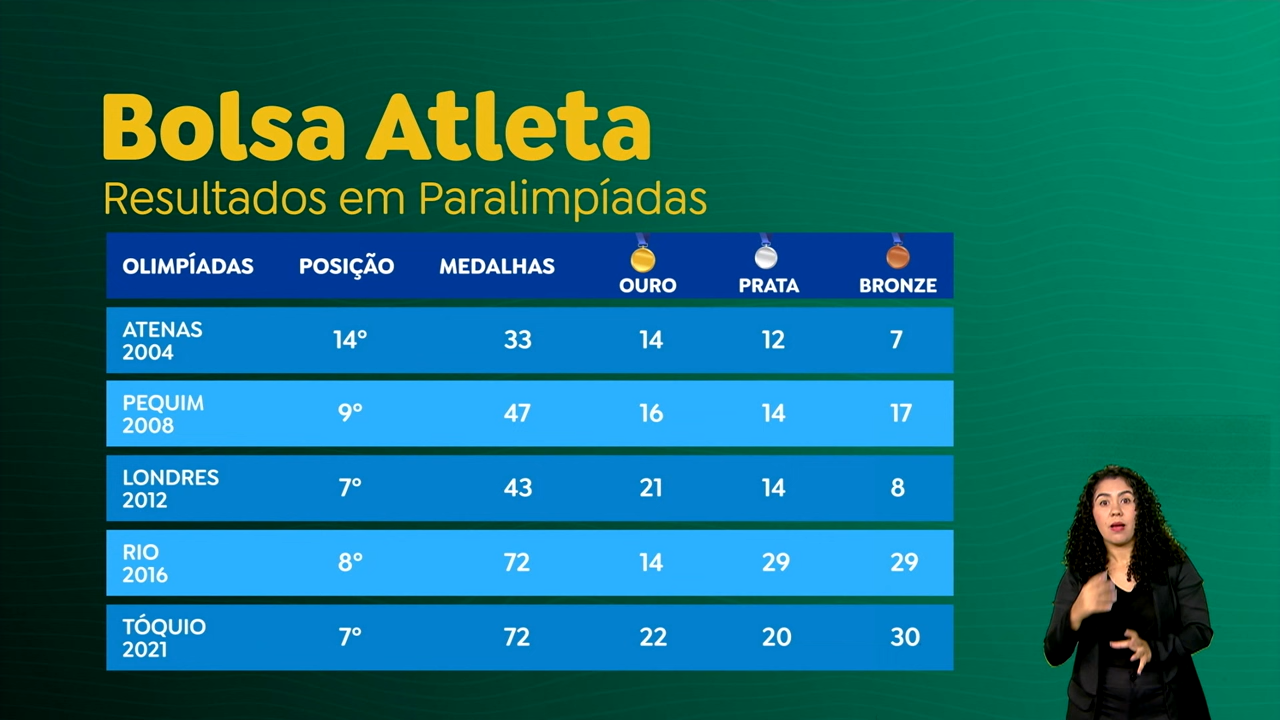 Bolsa Atleta
Resultados em Paralimpíadas
OLIMPÍADAS POSIÇÃO MEDALHAS OURO PRATA BRONZE
ATENAS
2004 14º 33 14 12 7
PEQUIM
2008 9º 47 16 14 17
LONDRES
2012 7º 43 21 14 8
RIO
2016 8º 72 14 29 29
TÓQUIO
2021 7º 72 22 20 30